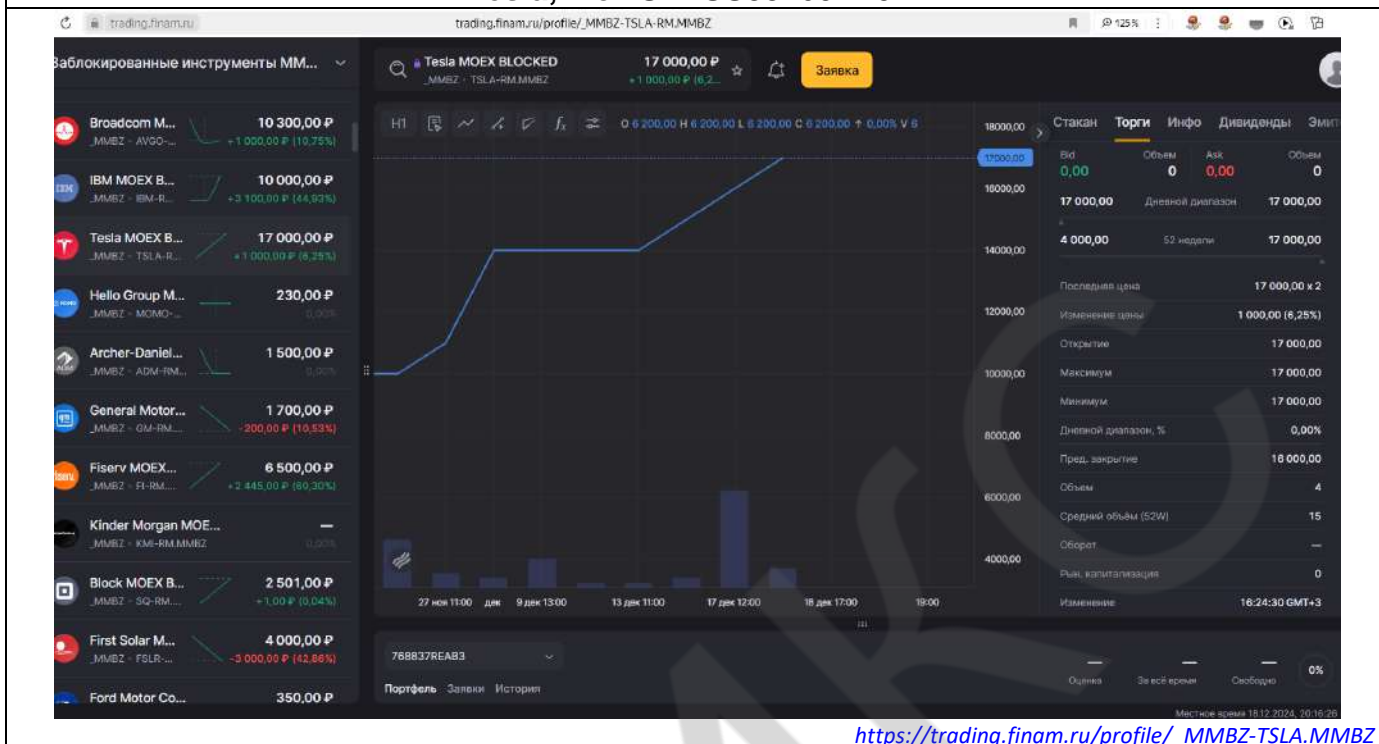 trading.finam.ru
trading.finam.ru/profile/_MMBZ-TSLA-RM.MMBZ
125%
Заблокированные инструменты ММ...
Tesla MOEX BLOCKED
_MMBZ · TSLA-RM.MMBZ
17 000,00 ₽
+1 000,00 ₽ (6,2...
Заявка
Broadcom M...
10 300,00 ₽
_MMBZ · AVGO-...
+1 000,00 ₽ (10,75%)
IBM MOEX B...
10 000,00 ₽
_MMBZ · IBM-R...
+3 100,00 ₽ (44,93%)
Tesla MOEX B...
17 000,00 ₽
_MMBZ · TSLA-R...
+1 000,00 ₽ (6,25%)
Hello Group M...
230,00 ₽
_MMBZ · MOMO-...
0,00%
Archer-Daniel...
1 500,00 ₽
_MMBZ · ADM-RM...
0,00%
General Motor...
1 700,00 ₽
_MMBZ · GM-RM....
-200,00 ₽ (10,53%)
Fiserv MOEX...
6 500,00 ₽
_MMBZ · FI-RM....
+2 445,00 ₽ (60,30%)
Kinder Morgan MOE...
—
_MMBZ · KMI-RM.MMBZ
0,00%
Block MOEX B...
2 501,00 ₽
_MMBZ · SQ-RM....
+1,00 ₽ (0,04%)
First Solar M...
4 000,00 ₽
_MMBZ · FSLR-...
-3 000,00 ₽ (42,86%)
Ford Motor Co...
350,00 ₽
H1
O 6 200,00 H 6 200,00 L 6 200,00 C 6 200,00 ↑ 0,00% V 6
18000,00
17000,00
16000,00
14000,00
12000,00
10000,00
8000,00
6000,00
4000,00
27 ноя 11:00 дек 9 дек 13:00 13 дек 11:00 17 дек 12:00 18 дек 17:00 19:00
768837REAB3
Портфель Заявки История
Стакан Торги Инфо Дивиденды Эмит
Bid Объем Ask Объем
0,00 0 0,00 0
17 000,00 Дневной диапазон 17 000,00
4 000,00 52 недели 17 000,00
Последняя цена 17 000,00 x 2
Изменение цены 1 000,00 (6,25%)
Открытие 17 000,00
Максимум 17 000,00
Минимум 17 000,00
Дневной диапазон, % 0,00%
Пред. закрытие 16 000,00
Объем 4
Средний объём (52W) 15
Оборот —
Рын. капитализация 0
Изменение 16:24:30 GMT+3
— — — 0%
Оценка За всё время Свободно
Местное время 18.12.2024, 20:16:26
https://trading.finam.ru/profile/_MMBZ-TSLA.MMBZ